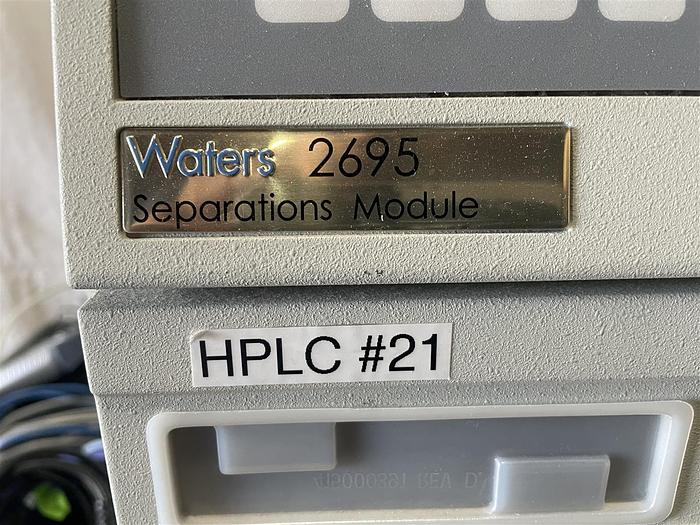 Waters 2695
Separations Module
HPLC #21